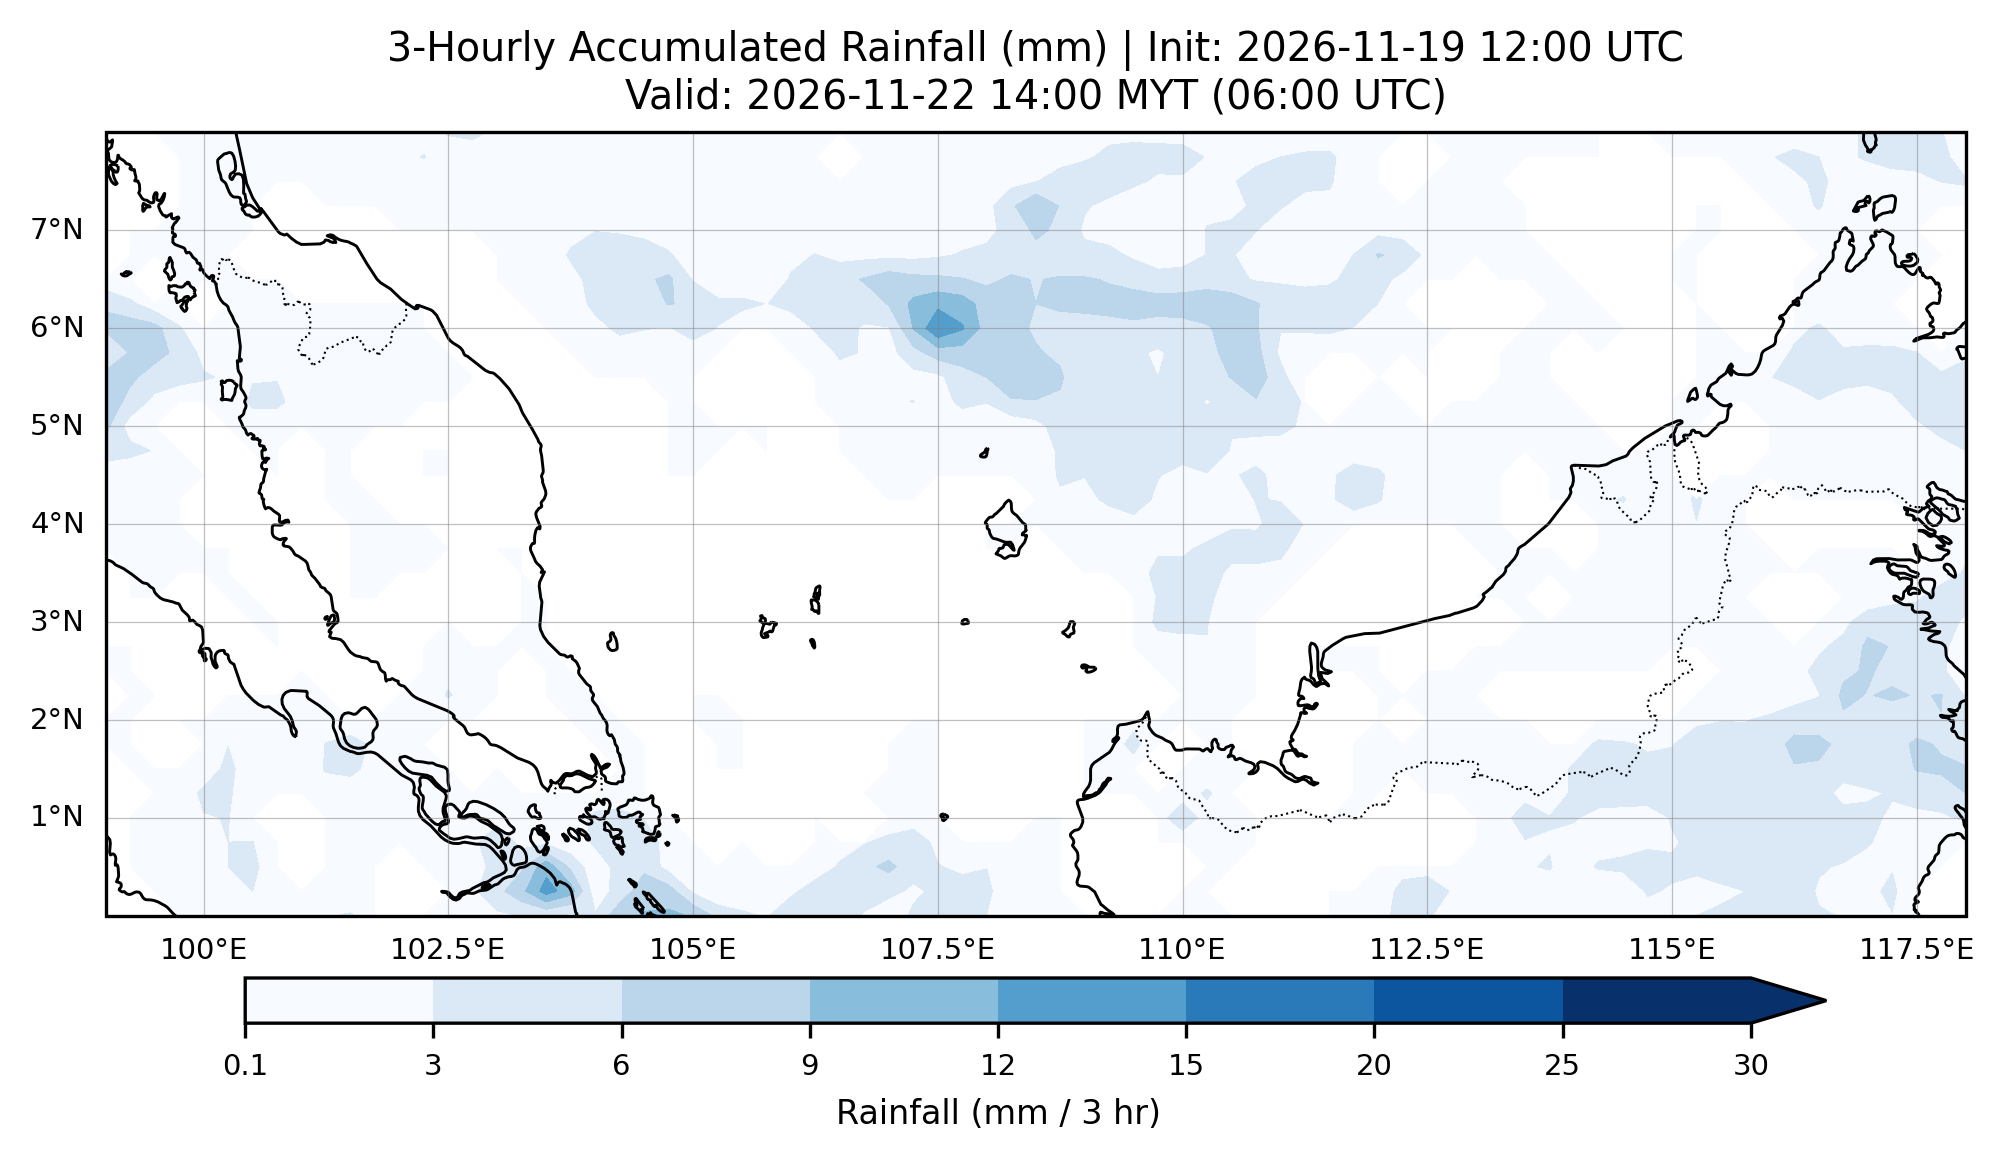 3-Hourly Accumulated Rainfall (mm) | Init: 2026-11-19 12:00 UTC
Valid: 2026-11-22 14:00 MYT (06:00 UTC)
7°N
6°N
5°N
4°N
3°N
2°N
1°N
100°E 102.5°E 105°E 107.5°E 110°E 112.5°E 115°E 117.5°E
0.1 3 6 9 12 15 20 25 30
Rainfall (mm / 3 hr)